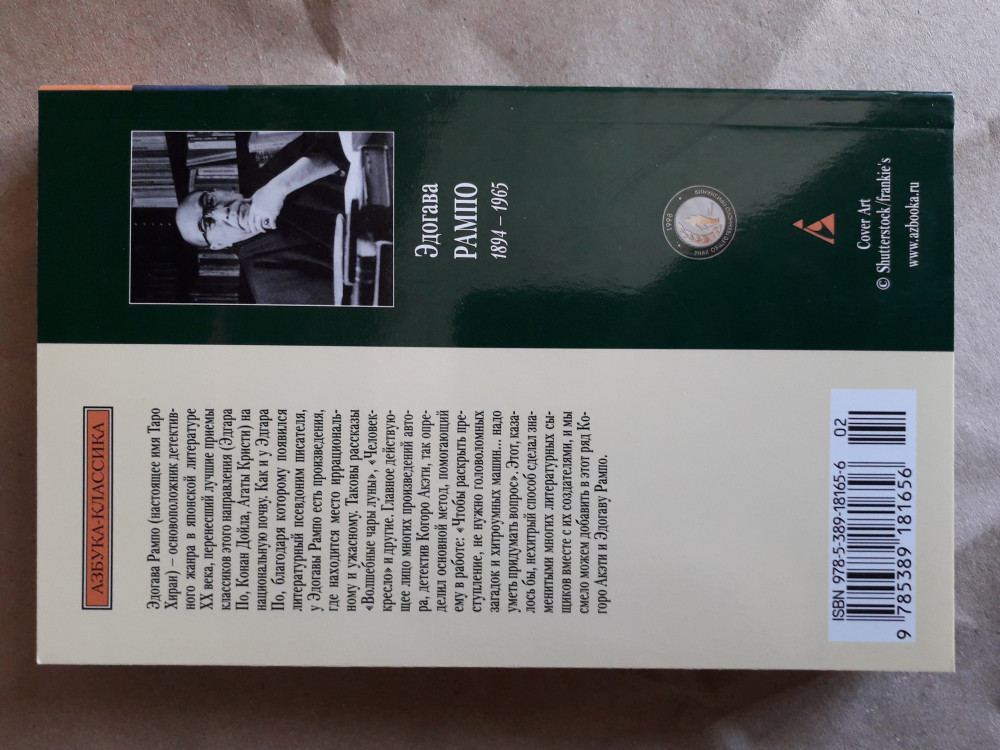 Эдогава
РАМПО
1894 – 1965
1998
Cover Art
© Shutterstock/frankie's
www.azbooka.ru
АЗБУКА-КЛАССИКА
Эдогава Рампо (настоящее имя Таро
Хираи) – основоположник детектив-
ного жанра в японской литературе
XX века, перенесший лучшие приемы
классиков этого направления (Эдгара
По, Конан Дойла, Агаты Кристи) на
национальную почву. Как и у Эдгара
По, благодаря которому появился
литературный псевдоним писателя,
у Эдогавы Рампо есть произведения,
где находится место иррациональ-
ному и ужасному. Таковы рассказы
«Волшебные чары луны», «Человек-
кресло» и другие. Главное действую-
щее лицо многих произведений авто-
ра, детектив Когоро Акэти, так опре-
делил основной метод, помогающий
ему в работе: «Чтобы раскрыть пре-
ступление, не нужно головоломных
загадок и хитроумных машин... надо
уметь придумать вопрос». Этот, каза-
лось бы, нехитрый способ сделал зна-
менитыми многих литературных сы-
щиков вместе с их создателями, и мы
смело можем добавить в этот ряд Ко-
горо Акэти и Эдогаву Рампо.
ISBN 978-5-389-18165-6
02
9 785389 181656